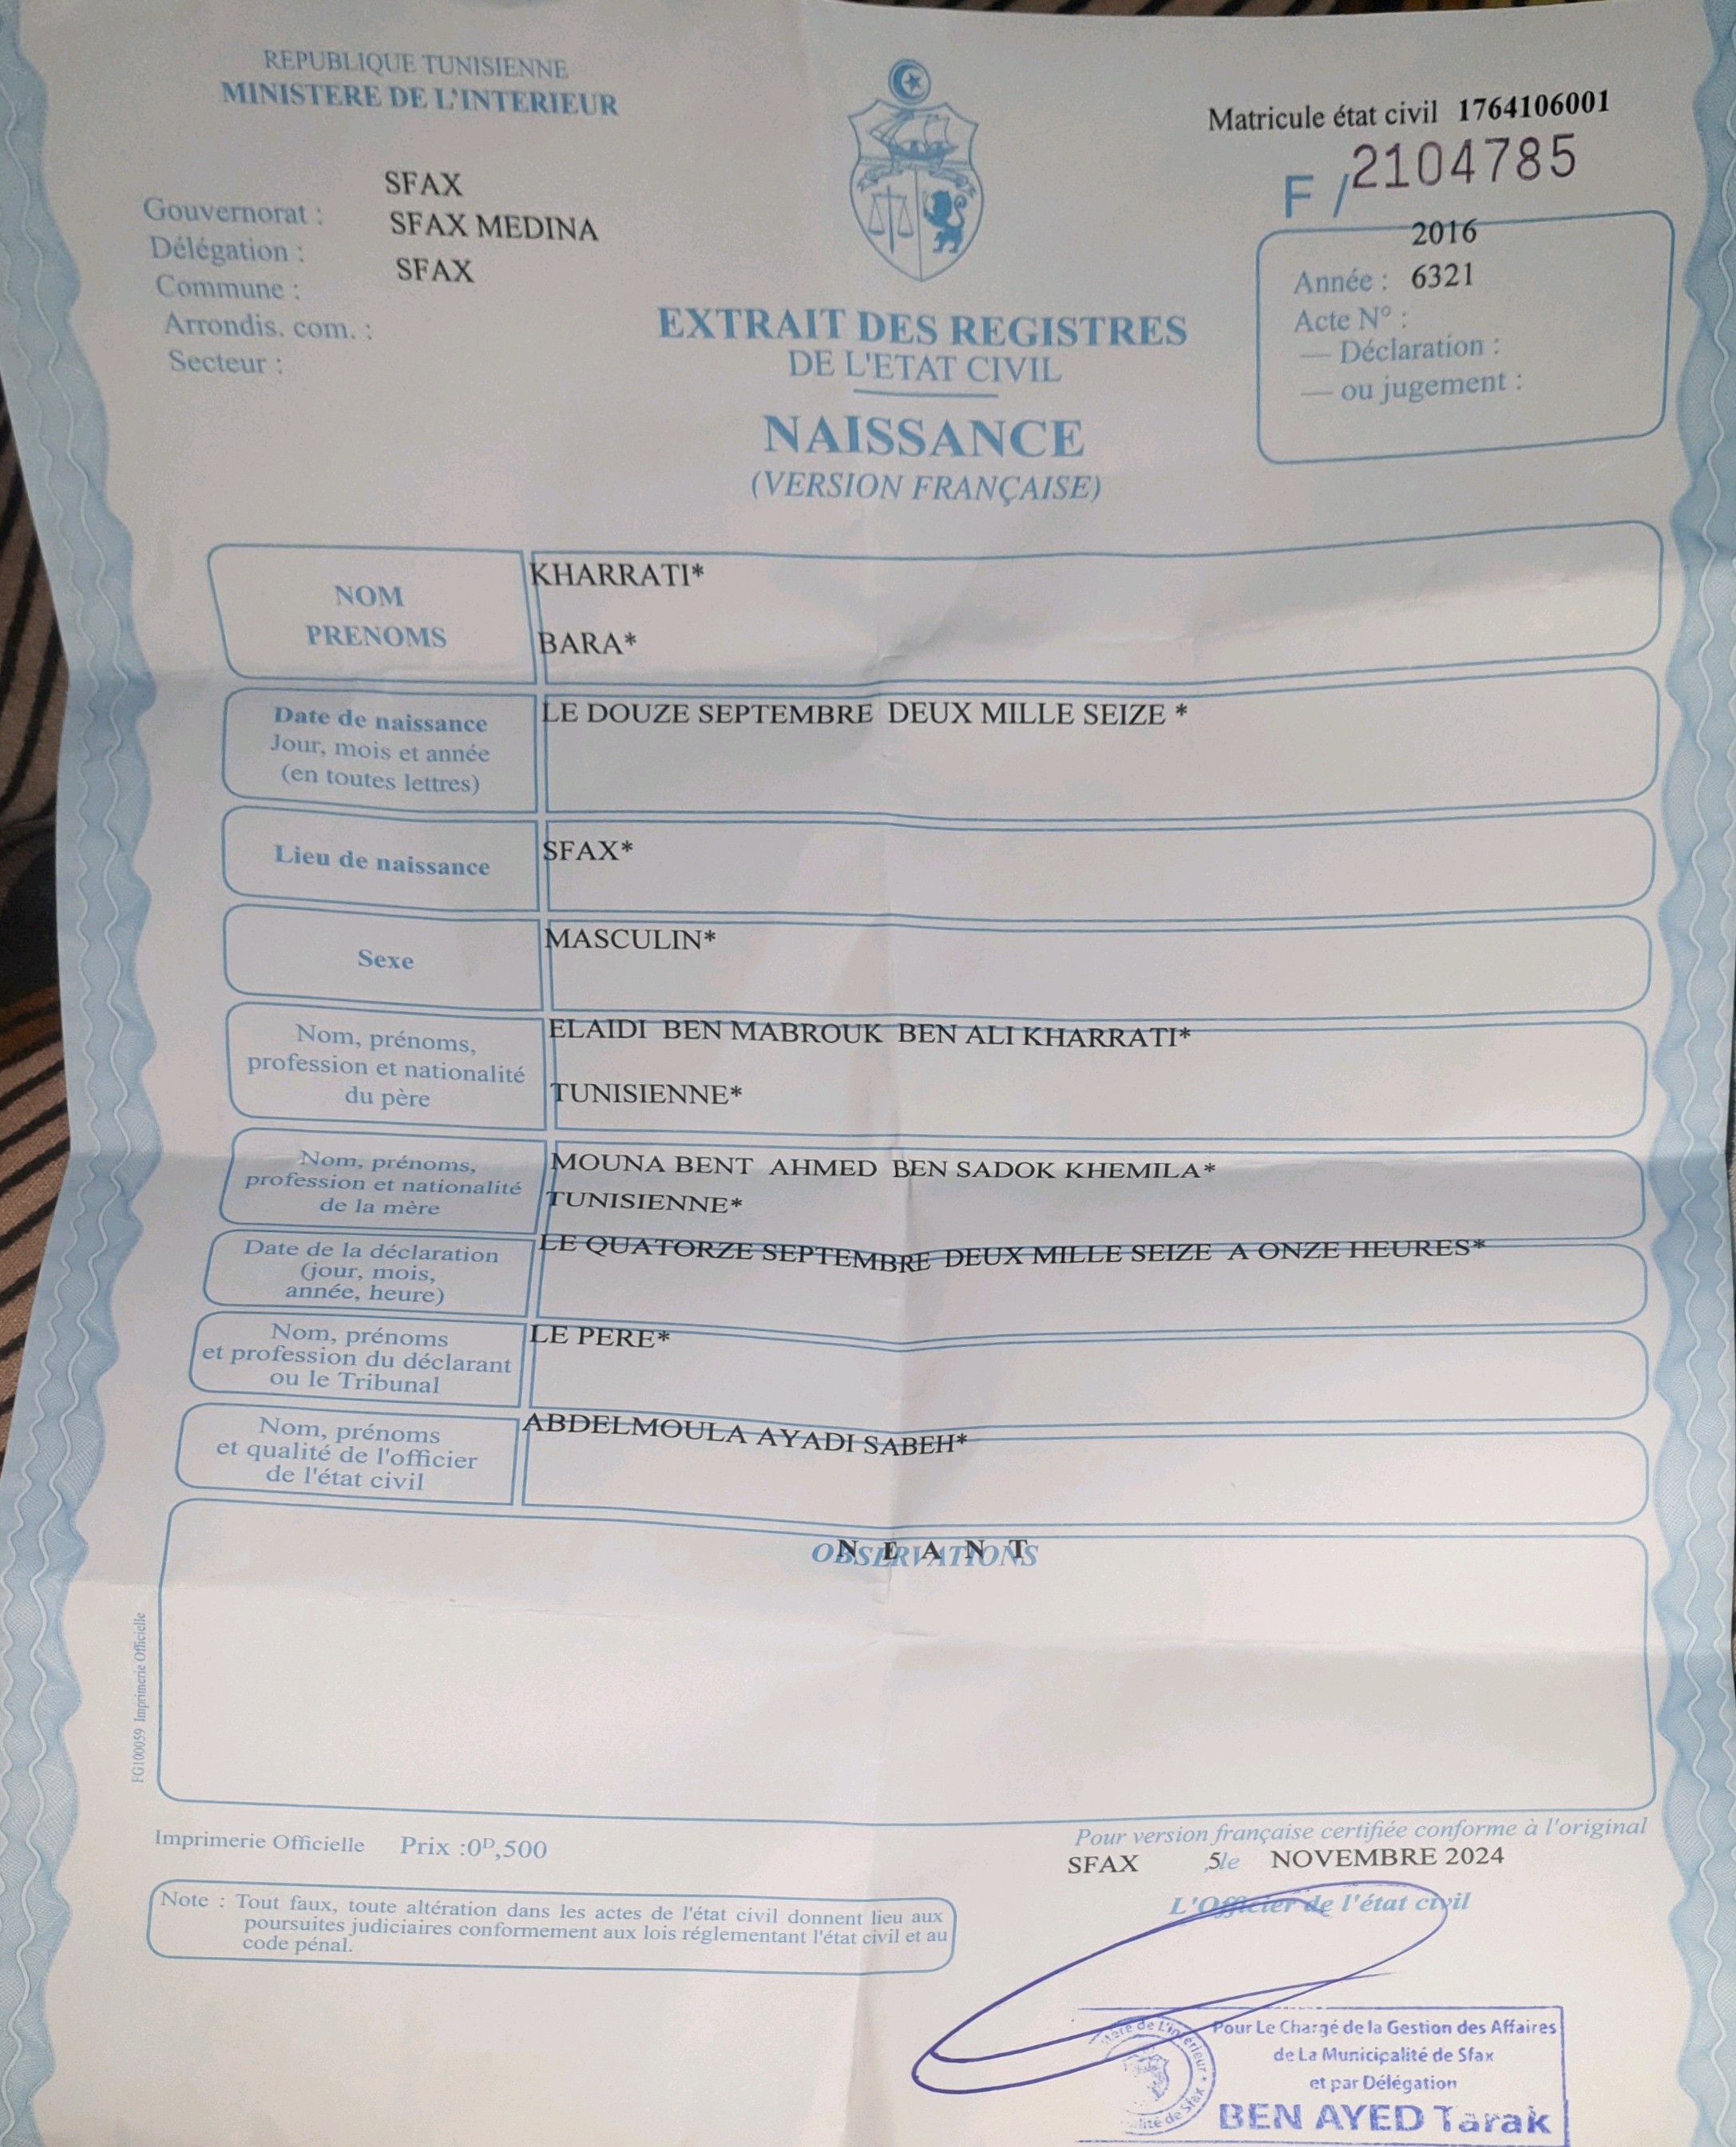 REPUBLIQUE TUNISIENNE
MINISTERE DE L'INTERIEUR
Matricule état civil 1764106001
F / 2104785
SFAX
Gouvernorat :
SFAX MEDINA
Délégation :
SFAX
Commune :
Arrondis. com. :
Secteur :
2016
Année : 6321
Acte N° :
— Déclaration :
— ou jugement :
EXTRAIT DES REGISTRES
DE L'ETAT CIVIL
NAISSANCE
(VERSION FRANÇAISE)
NOM
KHARRATI*
PRENOMS
BARA*
Date de naissance
Jour, mois et année
(en toutes lettres)
LE DOUZE SEPTEMBRE DEUX MILLE SEIZE *
Lieu de naissance
SFAX*
Sexe
MASCULIN*
Nom, prénoms,
profession et nationalité
du père
ELAIDI BEN MABROUK BEN ALI KHARRATI*
TUNISIENNE*
Nom, prénoms,
profession et nationalité
de la mère
MOUNA BENT AHMED BEN SADOK KHEMILA*
TUNISIENNE*
Date de la déclaration
(jour, mois,
année, heure)
LE QUATORZE SEPTEMBRE DEUX MILLE SEIZE A ONZE HEURES*
Nom, prénoms
et profession du déclarant
ou le Tribunal
LE PERE*
Nom, prénoms
et qualité de l'officier
de l'état civil
ABDELMOULA AYADI SABEH*
OBSERVATIONS
N E A N T
FG100059 Imprimerie Officielle
Imprimerie Officielle Prix :0D,500
Pour version française certifiée conforme à l'original
SFAX 5 le NOVEMBRE 2024
L'Officier de l'état civil
Note : Tout faux, toute altération dans les actes de l'état civil donnent lieu aux
poursuites judiciaires conformement aux lois réglementant l'état civil et au
code pénal.
Pour Le Chargé de la Gestion des Affaires
de La Municipalité de Sfax
et par Délégation
BEN AYED Tarak